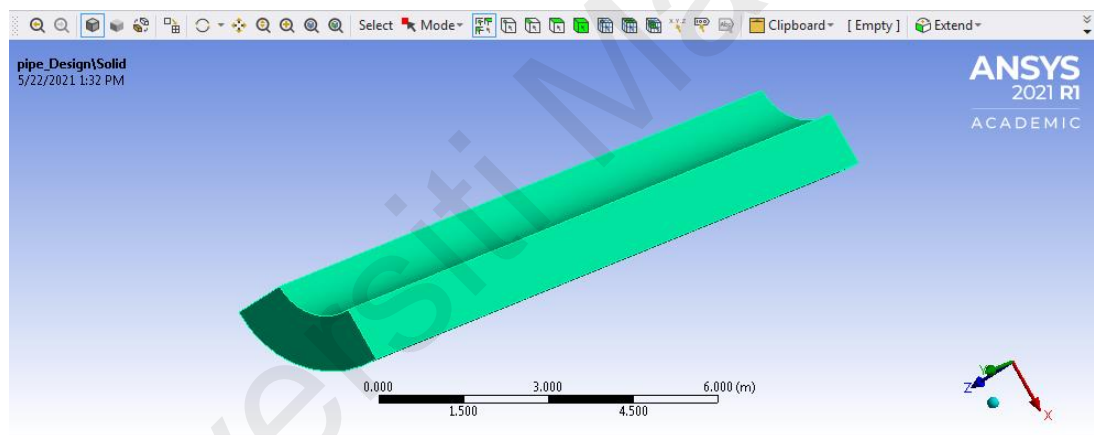 Select Mode Clipboard [ Empty ] Extend
pipe_Design\Solid
5/22/2021 1:32 PM
ANSYS
2021 R1
ACADEMIC
0.000 3.000 6.000 (m)
1.500 4.500
Z
X